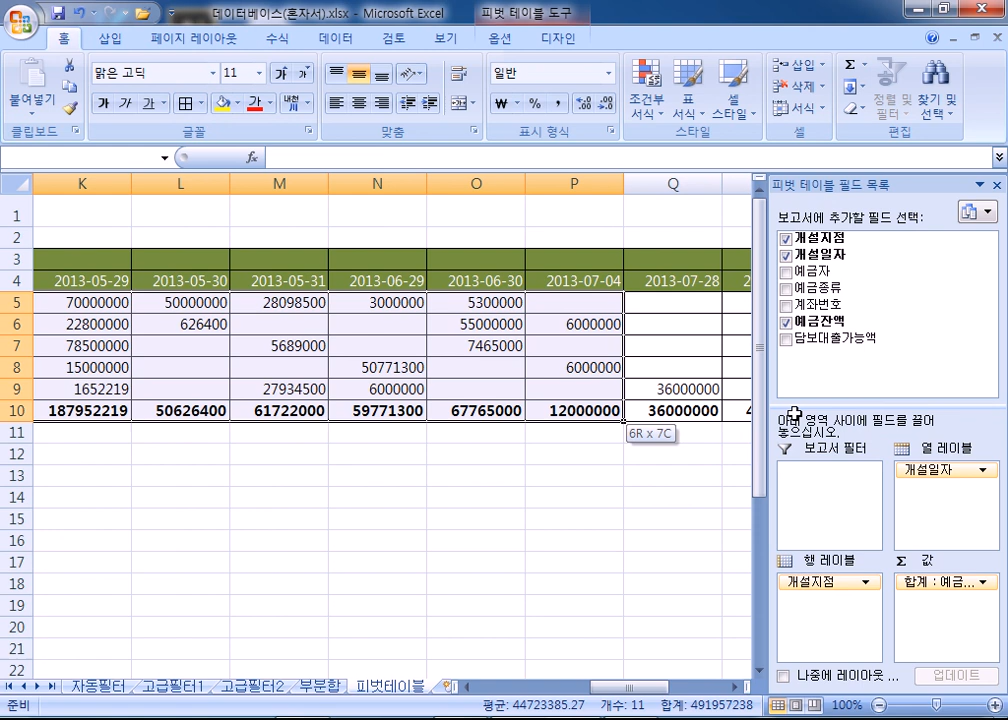 데이터베이스(혼자서).xlsx - Microsoft Excel
피벗 테이블 도구
홈 삽입 페이지 레이아웃 수식 데이터 검토 보기 옵션 디자인
붙여넣기
맑은 고딕 11
가 가
가 가 가 가 내천
일반
% ,
조건부 서식
표 서식
셀 스타일
삽입
삭제
서식
Σ
정렬 및 필터
찾기 및 선택
클립보드 글꼴 맞춤 표시 형식 스타일 셀 편집
fx
K L M N O P Q
1
2
3
4 2013-05-29 2013-05-30 2013-05-31 2013-06-29 2013-06-30 2013-07-04 2013-07-28 2
5 70000000 50000000 28098500 3000000 5300000
6 22800000 626400 55000000 6000000
7 78500000 5689000 7465000
8 15000000 50771300 6000000
9 1652219 27934500 6000000 36000000
10 187952219 50626400 61722000 59771300 67765000 12000000 36000000 4
11
6R x 7C
12
13
14
15
16
17
18
19
20
21
22
피벗 테이블 필드 목록
보고서에 추가할 필드 선택:
개설지점
개설일자
예금자
예금종류
계좌번호
예금잔액
담보대출가능액
아래 영역 사이에 필드를 끌어
놓으십시오.
보고서 필터
열 레이블
개설일자
행 레이블
Σ 값
개설지점
합계 : 예금...
나중에 레이아웃 ...
업데이트
자동필터 고급필터1 고급필터2 부분합 피벗테이블
준비
평균: 44723385.27 개수: 11 합계: 491957238
100%